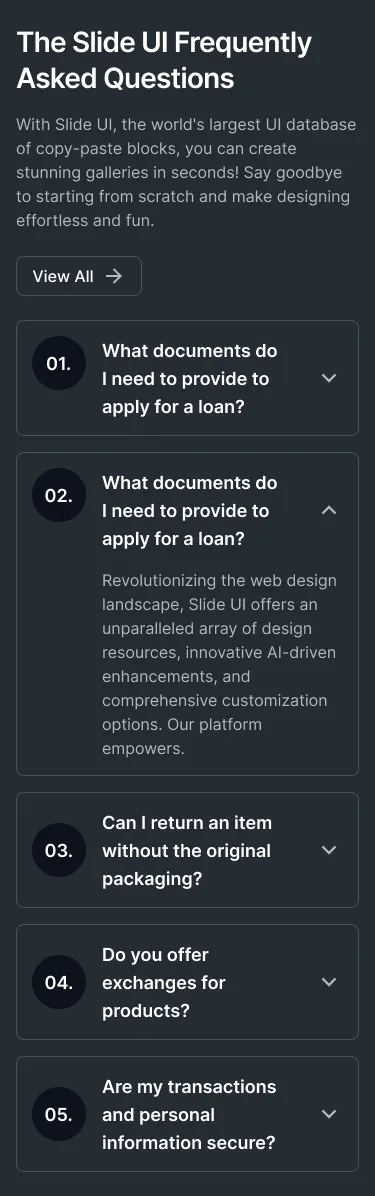 The Slide UI Frequently
Asked Questions
With Slide UI, the world's largest UI database
of copy-paste blocks, you can create
stunning galleries in seconds! Say goodbye
to starting from scratch and make designing
effortless and fun.
View All
01.
What documents do
I need to provide to
apply for a loan?
02.
What documents do
I need to provide to
apply for a loan?
Revolutionizing the web design
landscape, Slide UI offers an
unparalleled array of design
resources, innovative AI-driven
enhancements, and
comprehensive customization
options. Our platform
empowers.
03.
Can I return an item
without the original
packaging?
04.
Do you offer
exchanges for
products?
05.
Are my transactions
and personal
information secure?